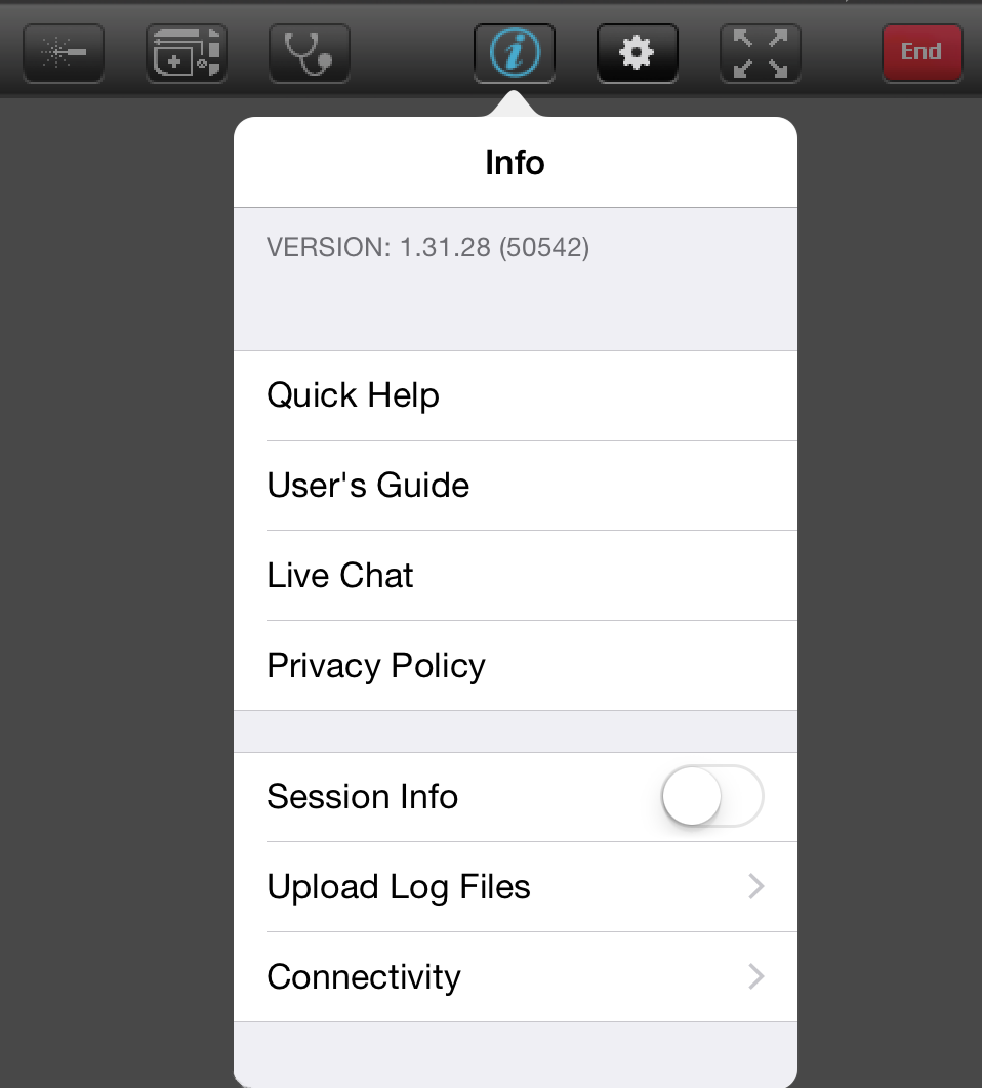 End
Info
VERSION: 1.31.28 (50542)
Quick Help
User's Guide
Live Chat
Privacy Policy
Session Info
Upload Log Files
Connectivity